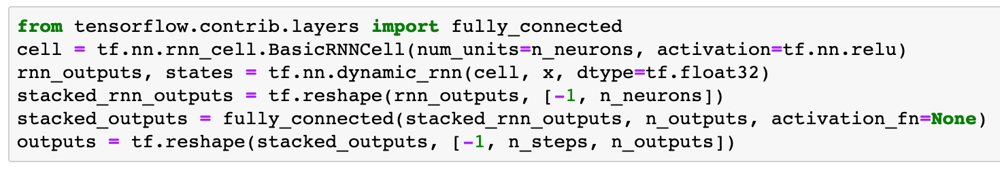 from tensorflow.contrib.layers import fully_connected
cell = tf.nn.rnn_cell.BasicRNNCell(num_units=n_neurons, activation=tf.nn.relu)
rnn_outputs, states = tf.nn.dynamic_rnn(cell, x, dtype=tf.float32)
stacked_rnn_outputs = tf.reshape(rnn_outputs, [-1, n_neurons])
stacked_outputs = fully_connected(stacked_rnn_outputs, n_outputs, activation_fn=None)
outputs = tf.reshape(stacked_outputs, [-1, n_steps, n_outputs])